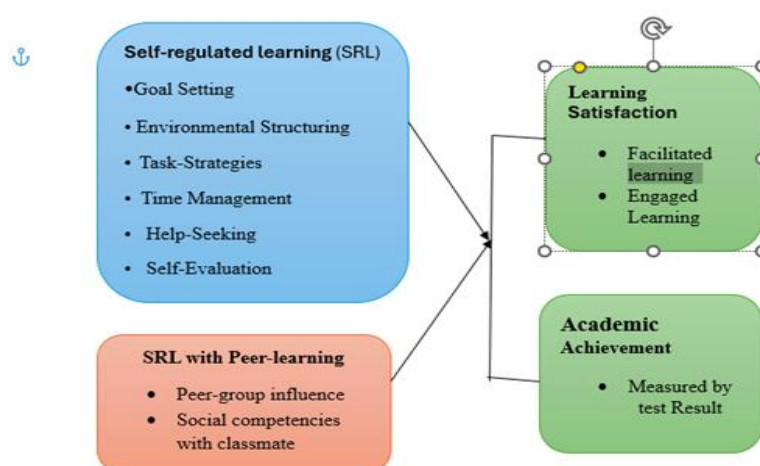 Self-regulated learning (SRL)
•Goal Setting
• Environmental Structuring
• Task-Strategies
• Time Management
• Help-Seeking
• Self-Evaluation
SRL with Peer-learning
• Peer-group influence
• Social competencies
with classmate
Learning
Satisfaction
• Facilitated
learning
• Engaged
Learning
Academic
Achievement
• Measured by
test Result